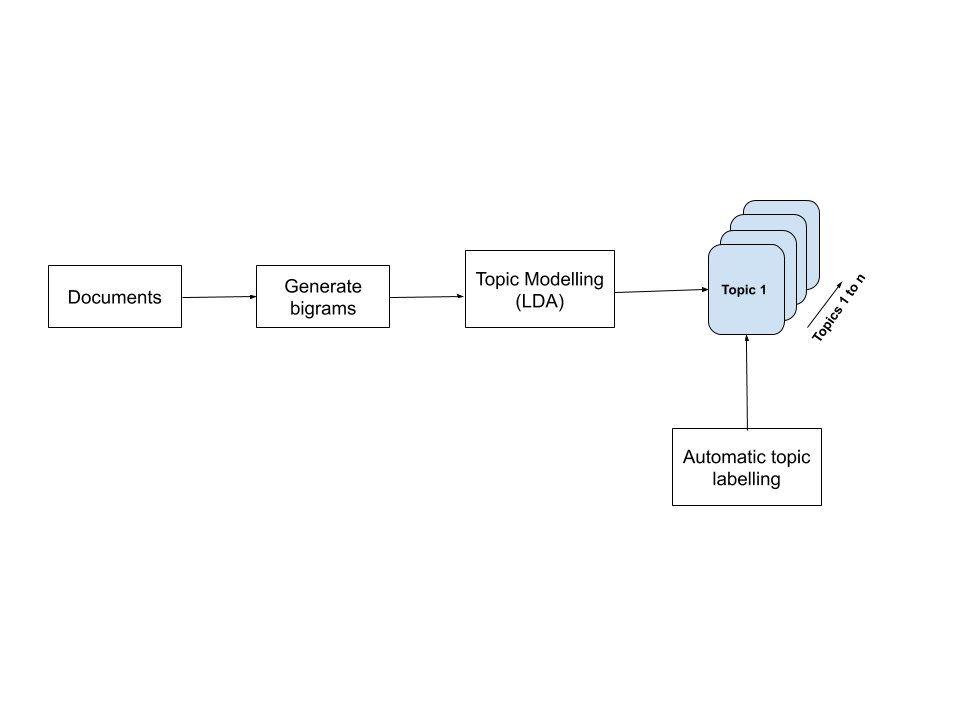 Documents
Generate
bigrams
Topic Modelling
(LDA)
Topic 1
Topics 1 to n
Automatic topic
labelling